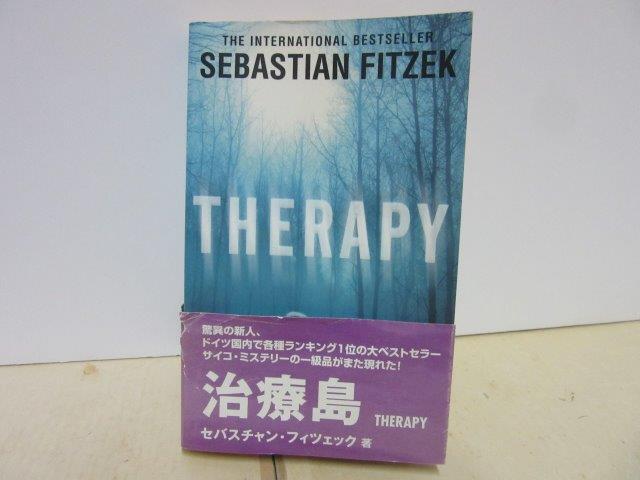 THE INTERNATIONAL BESTSELLER
SEBASTIAN FITZEK
THERAPY
驚異の新人、
ドイツ国内で各種ランキング1位の大ベストセラー
サイコ・ミステリーの一級品がまた現れた!
治療島 THERAPY
セバスチャン・フィツェック 著